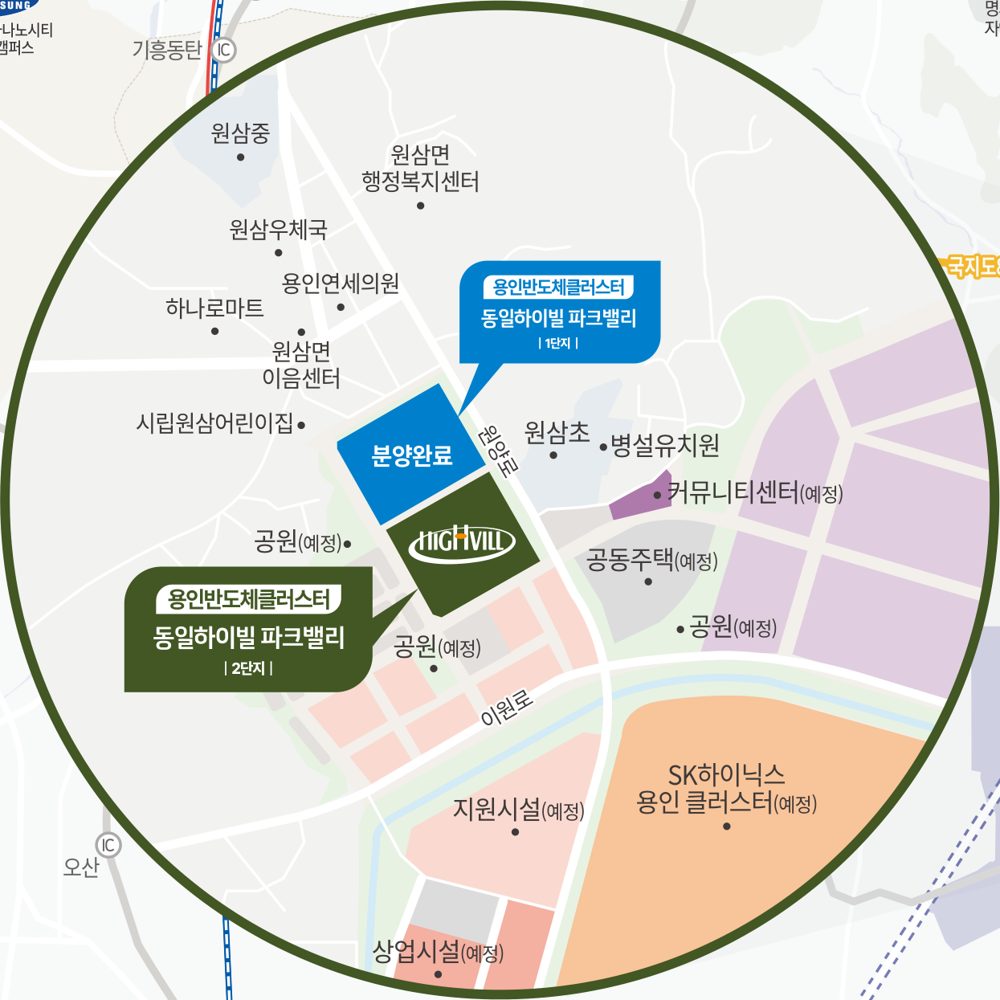 SUNG
나노시티
캠퍼스
기흥동탄
IC
원삼중
원삼면
행정복지센터
원삼우체국
용인연세의원
하나로마트
원삼면
이음센터
용인반도체클러스터
동일하이빌 파크밸리
| 1단지 |
국지도
시립원삼어린이집
분양완료
원양로
원삼초
병설유치원
커뮤니티센터(예정)
HIGHVILL
공원(예정)
공동주택(예정)
용인반도체클러스터
동일하이빌 파크밸리
| 2단지 |
공원(예정)
공원(예정)
이원로
SK하이닉스
용인 클러스터(예정)
지원시설(예정)
IC
오산
상업시설(예정)